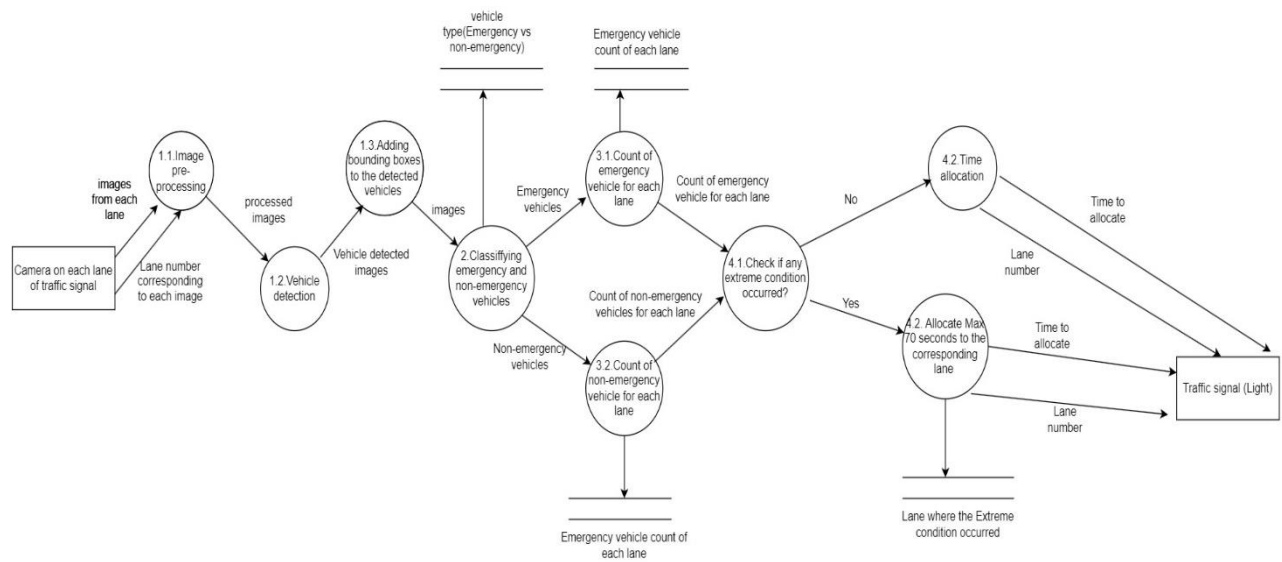 vehicle
type(Emergency vs
non-emergency)
Emergency vehicle
count of each lane
1.1.Image
pre-
processing
images
from each
lane
Camera on each lane
of traffic signal
Lane number
corresponding
to each image
processed
images
1.2.Vehicle
detection
1.3.Adding
bounding boxes
to the detected
vehicles
Vehicle detected
images
images
2.Classiffying
emergency and
non-emergency
vehicles
Emergency
vehicles
Non-emergency
vehicles
3.1.Count of
emergency
vehicle for each
lane
Count of emergency
vehicle for each lane
3.2.Count of
non-emergency
vehicle for each
lane
Count of non-emergency
vehicles for each lane
Emergency vehicle count of
each lane
4.1.Check if any
extreme condition
occurred?
No
Yes
4.2.Time
allocation
Time to
allocate
Lane
number
4.2. Allocate Max
70 seconds to the
corresponding
lane
Time to
allocate
Lane
number
Lane where the Extreme
condition occurred
Traffic signal (Light)